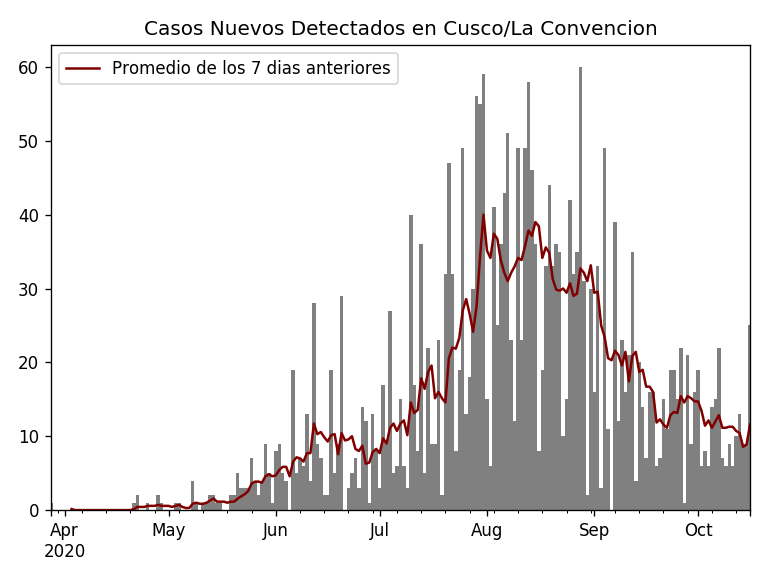 Casos Nuevos Detectados en Cusco/La Convencion
Promedio de los 7 dias anteriores
60
50
40
30
20
10
0
Apr May Jun Jul Aug Sep Oct
2020